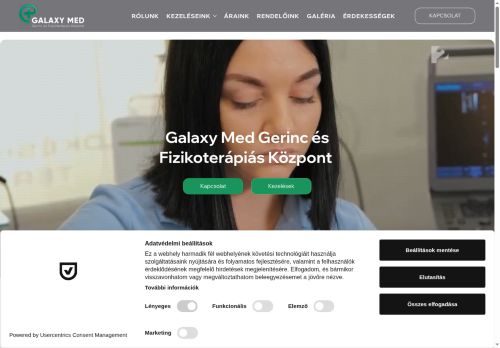 GALAXY MED
RÓLUNK KEZELÉSEINK ÁRAINK RENDELŐINK GALÉRIA ÉRDEKESSÉGEK KAPCSOLAT
Galaxy Med Gerinc és
Fizikoterápiás Központ
Kapcsolat Kezelések
Adatvédelmi beállítások
Ez a webhely harmadik fél webhelyének követési technológiáit használja
szolgáltatásaink nyújtására és folyamatos fejlesztésére, valamint a felhasználók
érdeklődésének megfelelő hirdetések megjelenítésére. Elfogadom, és bármikor
visszavonhatom vagy megváltoztathatom beleegyezésemet a jövőre nézve.
További információk
Lényeges Funkcionális Elemző
Marketing
Beállítások mentése
Elutasítás
Összes elfogadása
Powered by Usercentrics Consent Management